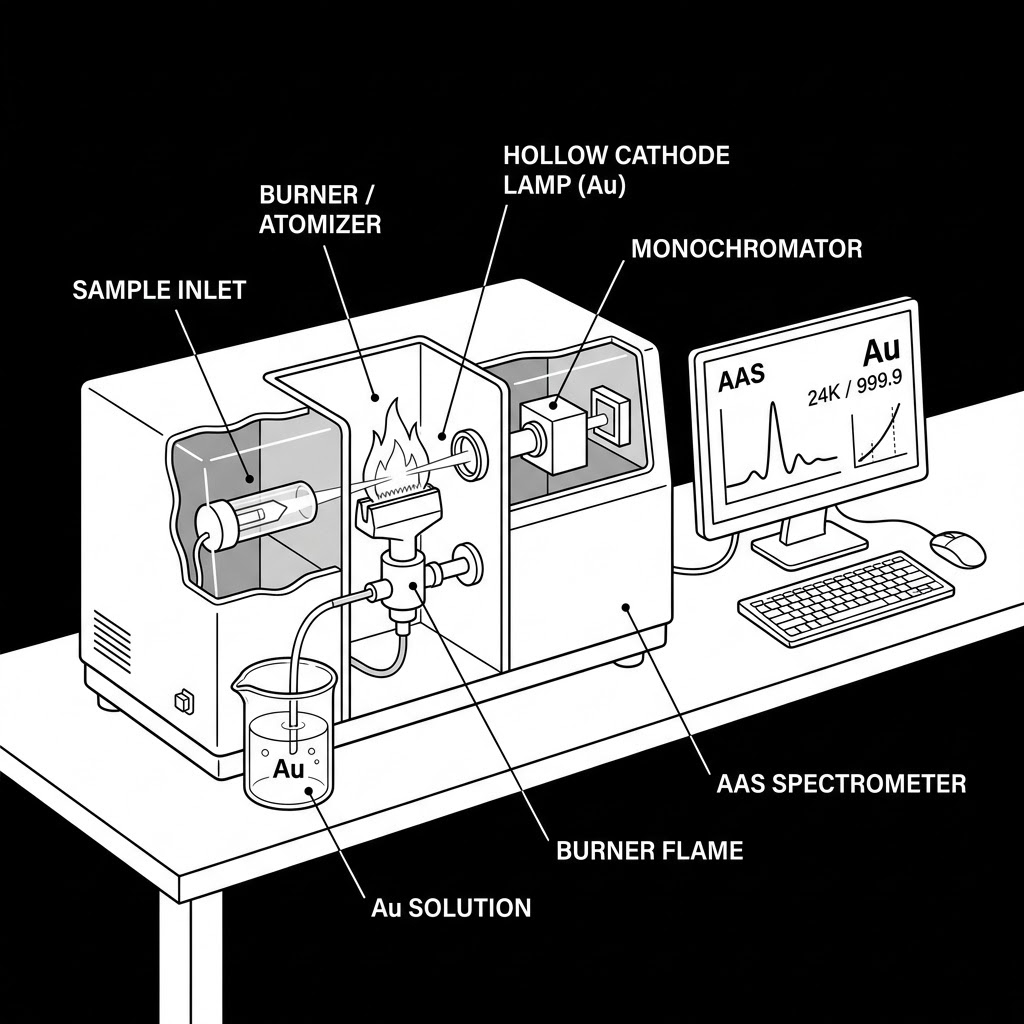 HOLLOW CATHODE
LAMP (Au)
BURNER /
ATOMIZER
MONOCHROMATOR
SAMPLE INLET
AAS
Au
24K / 999.9
Au
AAS SPECTROMETER
BURNER FLAME
Au SOLUTION